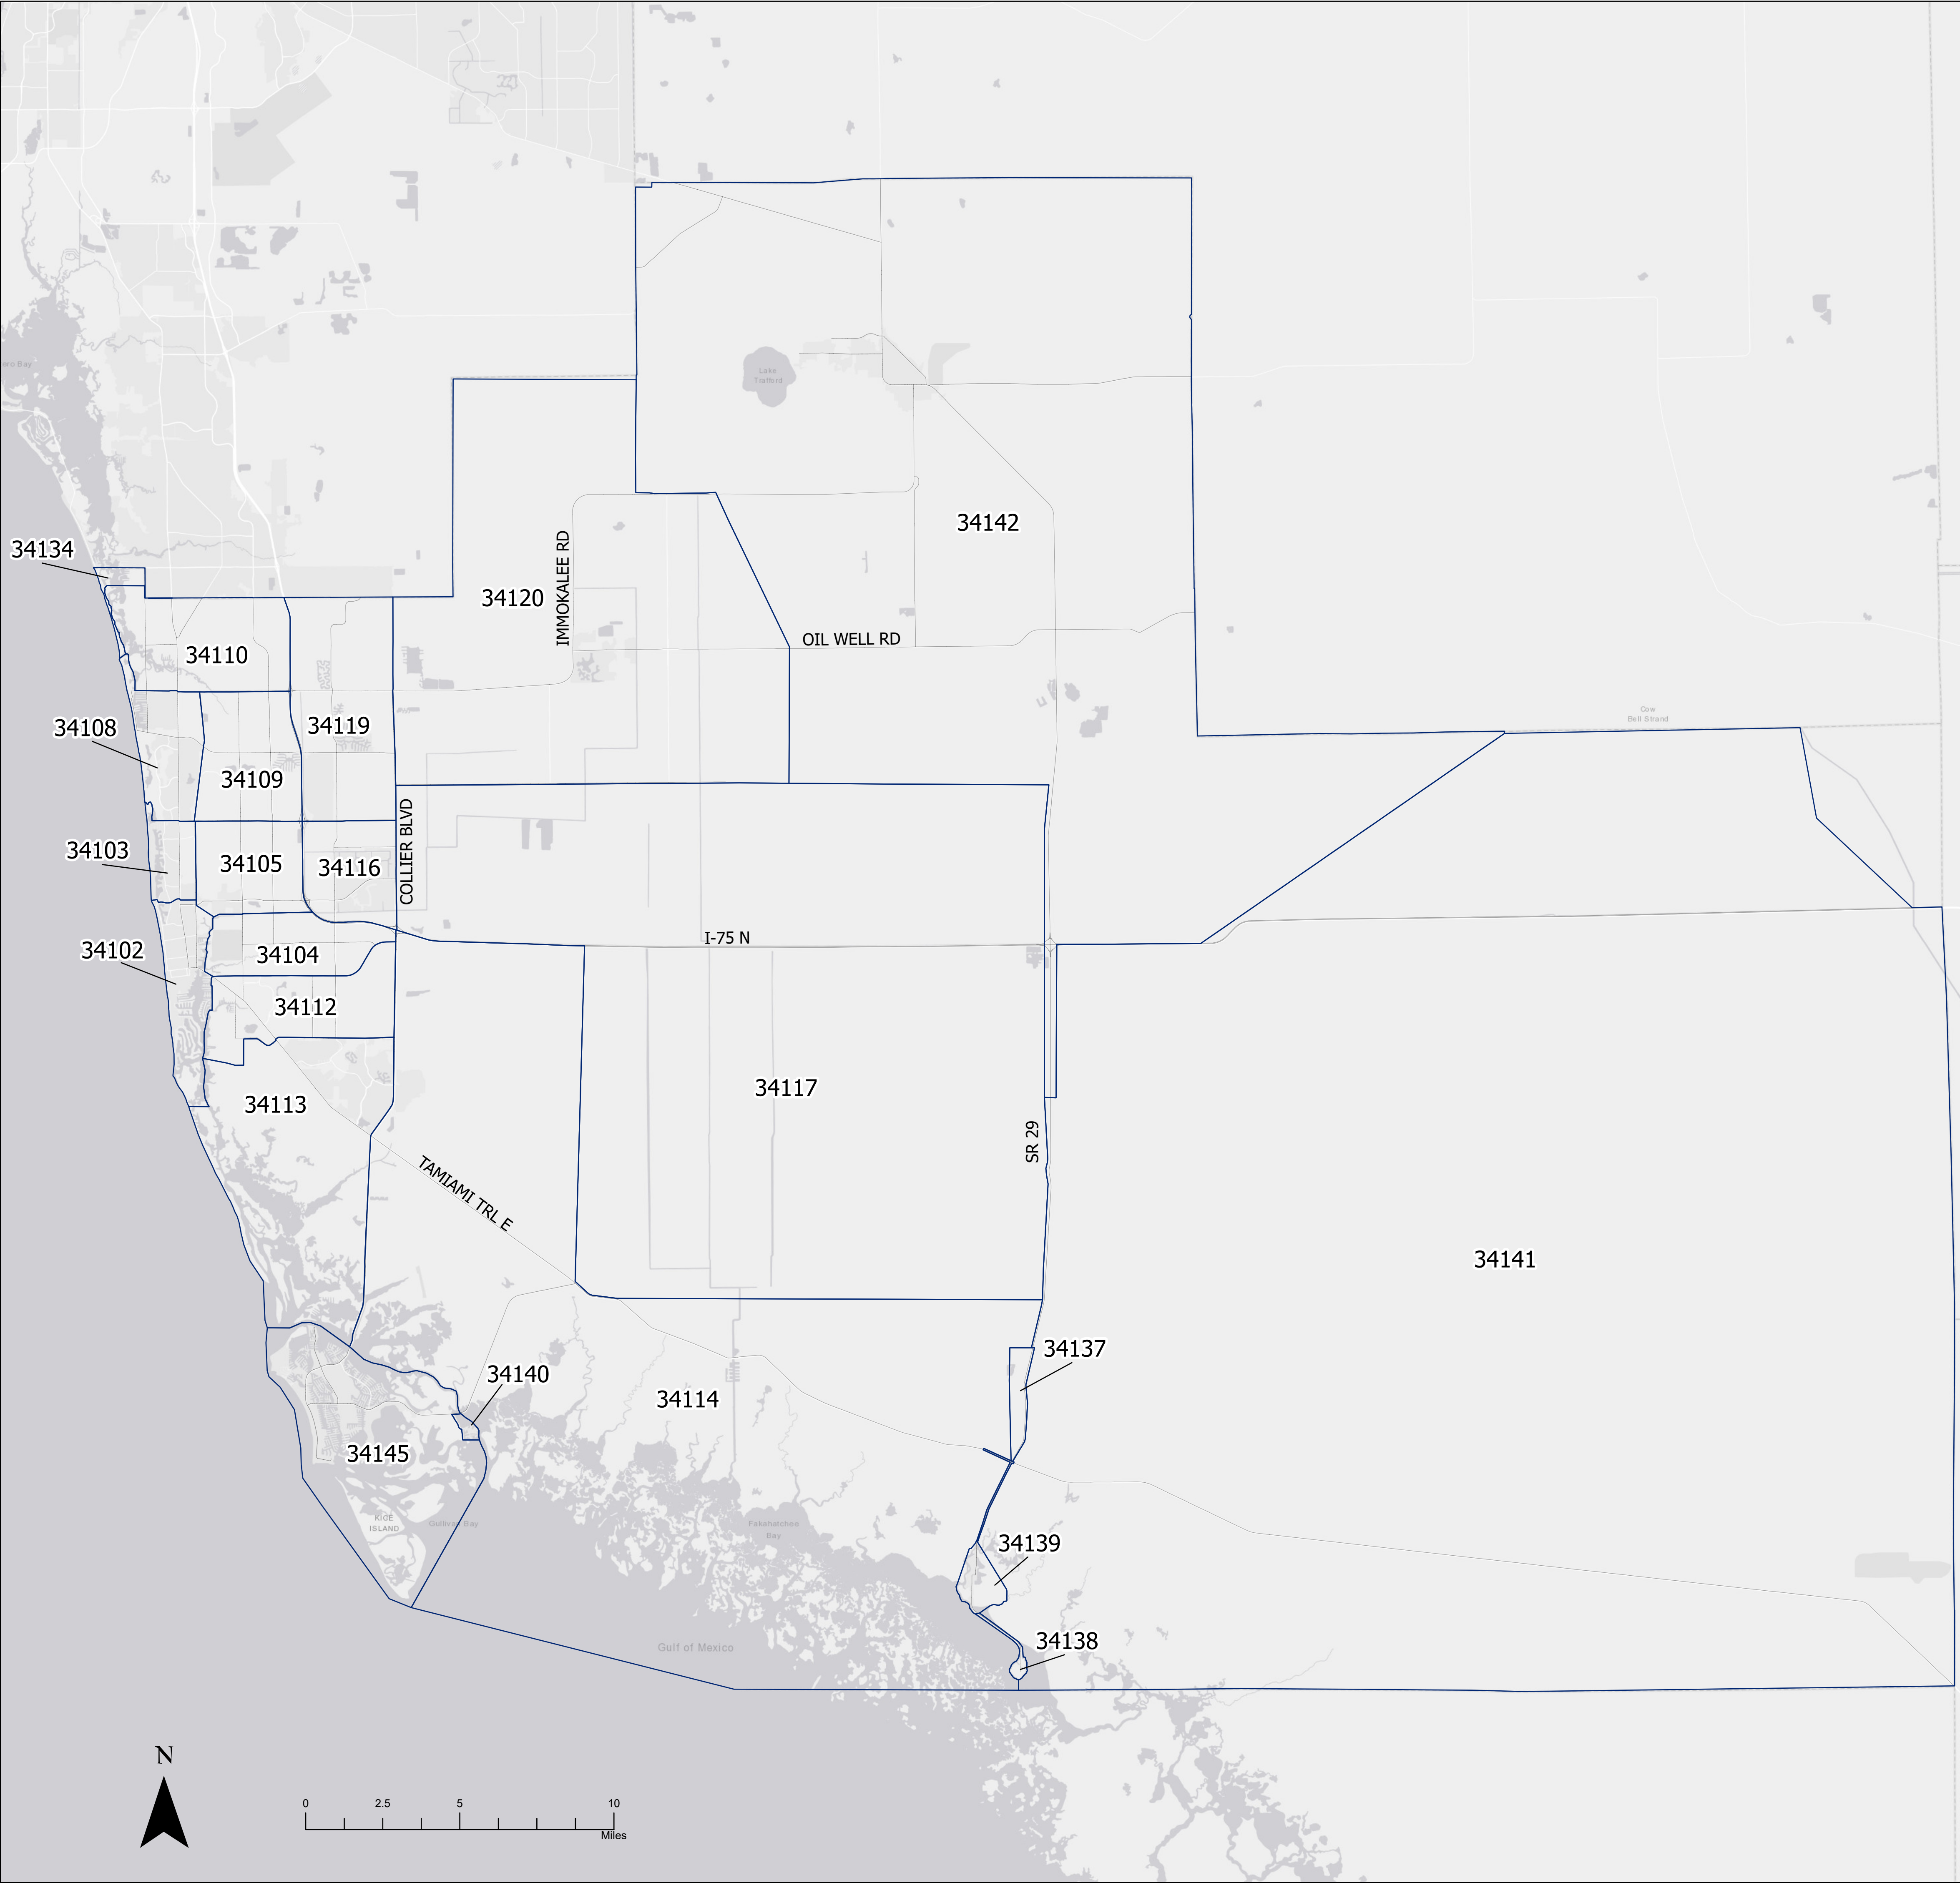 ero Bay
Lake
Trafford
34142
34134
34120
IMMOKALEE RD
OIL WELL RD
34110
34108
34119
Cow
Bell Strand
34109
34103
34105
34116
COLLIER BLVD
34102
34104
I-75 N
34112
34117
34113
SR 29
TAMIAMI TRL E
34141
34137
34140
34114
34145
KICE
ISLAND
Gullivan Bay
Fakahatchee
Bay
34139
34138
Gulf of Mexico
N
0 2.5 5 10
Miles